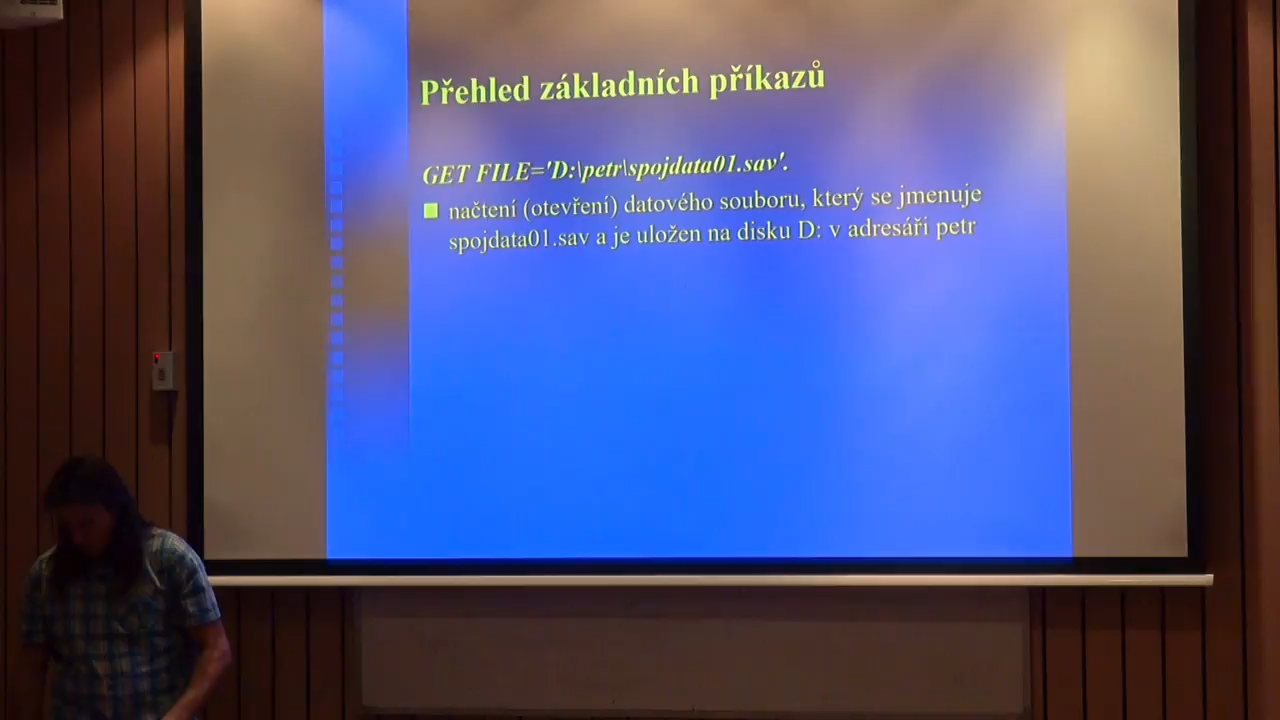 Přehled základních příkazů
GET FILE='D:\petr\spojdata01.sav'.
načtení (otevření) datového souboru, který se jmenuje
spojdata01.sav a je uložen na disku D: v adresáři petr